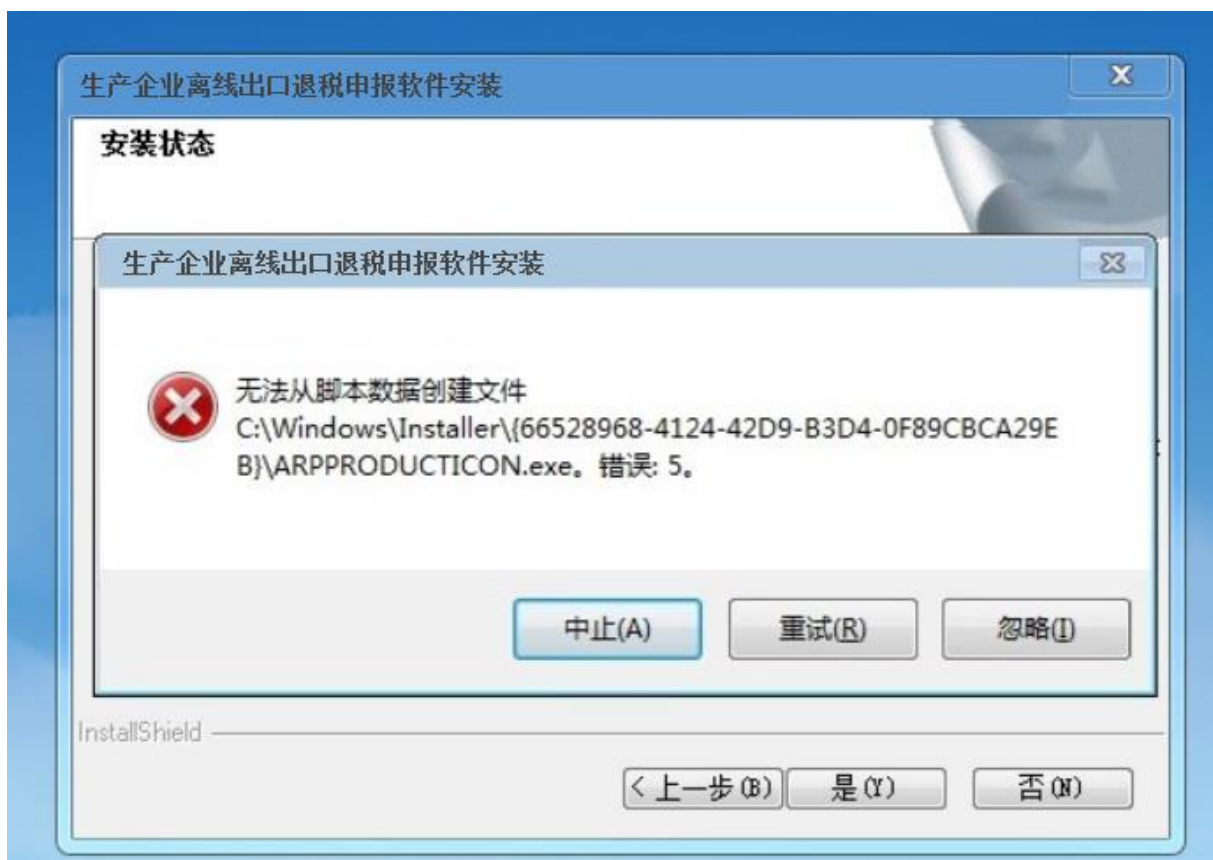 生产企业离线出口退税申报软件安装
安装状态
生产企业离线出口退税申报软件安装
无法从脚本数据创建文件
C:\Windows\Installer\{66528968-4124-42D9-B3D4-0F89CBCA29E
B}\ARPPRODUCTICON.exe。错误: 5。
中止(A)
重试(R)
忽略(I)
InstallShield
< 上一步(B)
是(Y)
否(N)